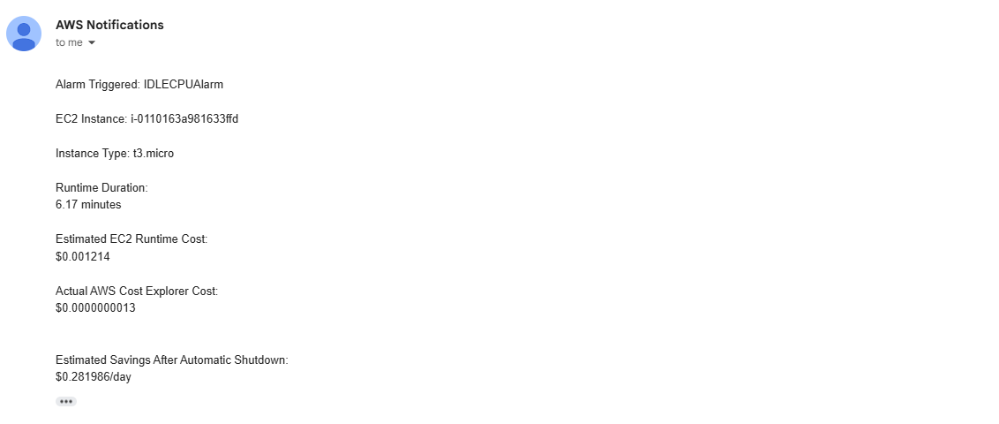 AWS Notifications
to me
Alarm Triggered: IDLECPUAlarm
EC2 Instance: i-0110163a981633ffd
Instance Type: t3.micro
Runtime Duration:
6.17 minutes
Estimated EC2 Runtime Cost:
$0.001214
Actual AWS Cost Explorer Cost:
$0.0000000013
Estimated Savings After Automatic Shutdown:
$0.281986/day